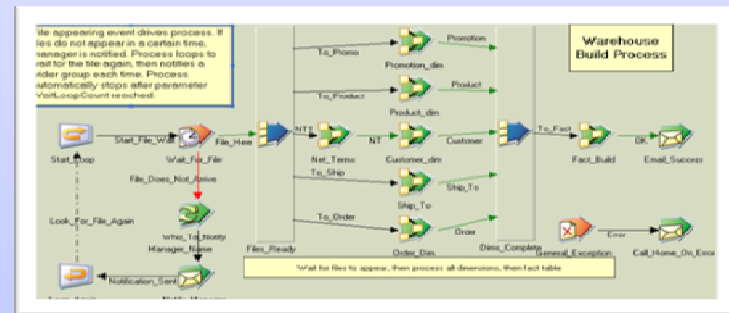 file appearing event drives process. If
files do not appear in a certain time,
manager is notified. Process loops to
wait for the file again, then notifies a
wider group each time. Process
automatically stops after parameter
WaitLoopCount reached.
Warehouse
Build Process
Promotion
To_Promo
Promotion_dim
Product
To_Product
Product_dim
Start_File_Wait
File_Here
NTS
NT
Customer
To_Fact
OK
Start_Loop
Wait_For_File
Net_Terms
Customer_dim
Fact_Build
Email_Success
File_Does_Not_Arrive
To_Ship
Ship_To
Ship_To
Look_For_File_Again
To_Order
Order
Error
Who_To_Notify
Manager_Name
Files_Ready
Order_Dim
Dims_Complete
General_Exception
Call_Home_On_Error
Wait for files to appear, then process all dimensions, then fact table
Notification_Sent